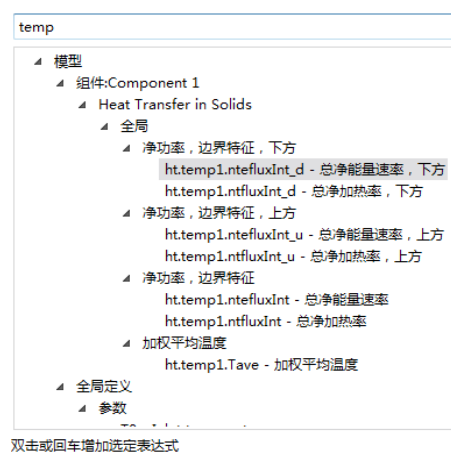 temp
模型
组件:Component 1
Heat Transfer in Solids
全局
净功率，边界特征，下方
ht.temp1.ntefluxInt_d - 总净能量速率，下方
ht.temp1.ntfluxInt_d - 总净加热率，下方
净功率，边界特征，上方
ht.temp1.ntefluxInt_u - 总净能量速率，上方
ht.temp1.ntfluxInt_u - 总净加热率，上方
净功率，边界特征
ht.temp1.ntefluxInt - 总净能量速率
ht.temp1.ntfluxInt - 总净加热率
加权平均温度
ht.temp1.Tave - 加权平均温度
全局定义
参数
双击或回车增加选定表达式